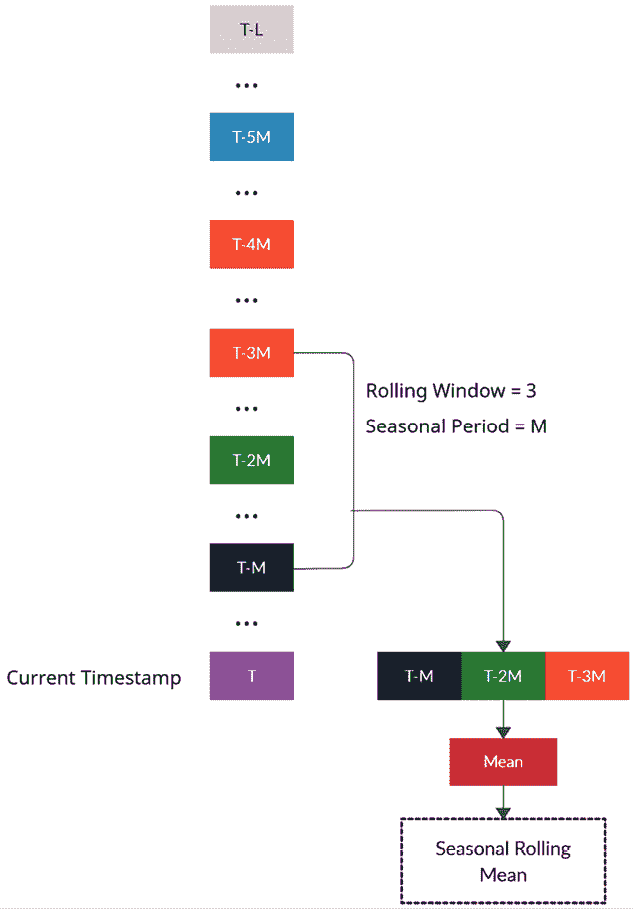 T-L
...
T-5M
...
T-4M
...
T-3M
Rolling Window = 3
...
Seasonal Period = M
T-2M
...
T-M
...
Current Timestamp
T
T-M
T-2M
T-3M
Mean
Seasonal Rolling
Mean